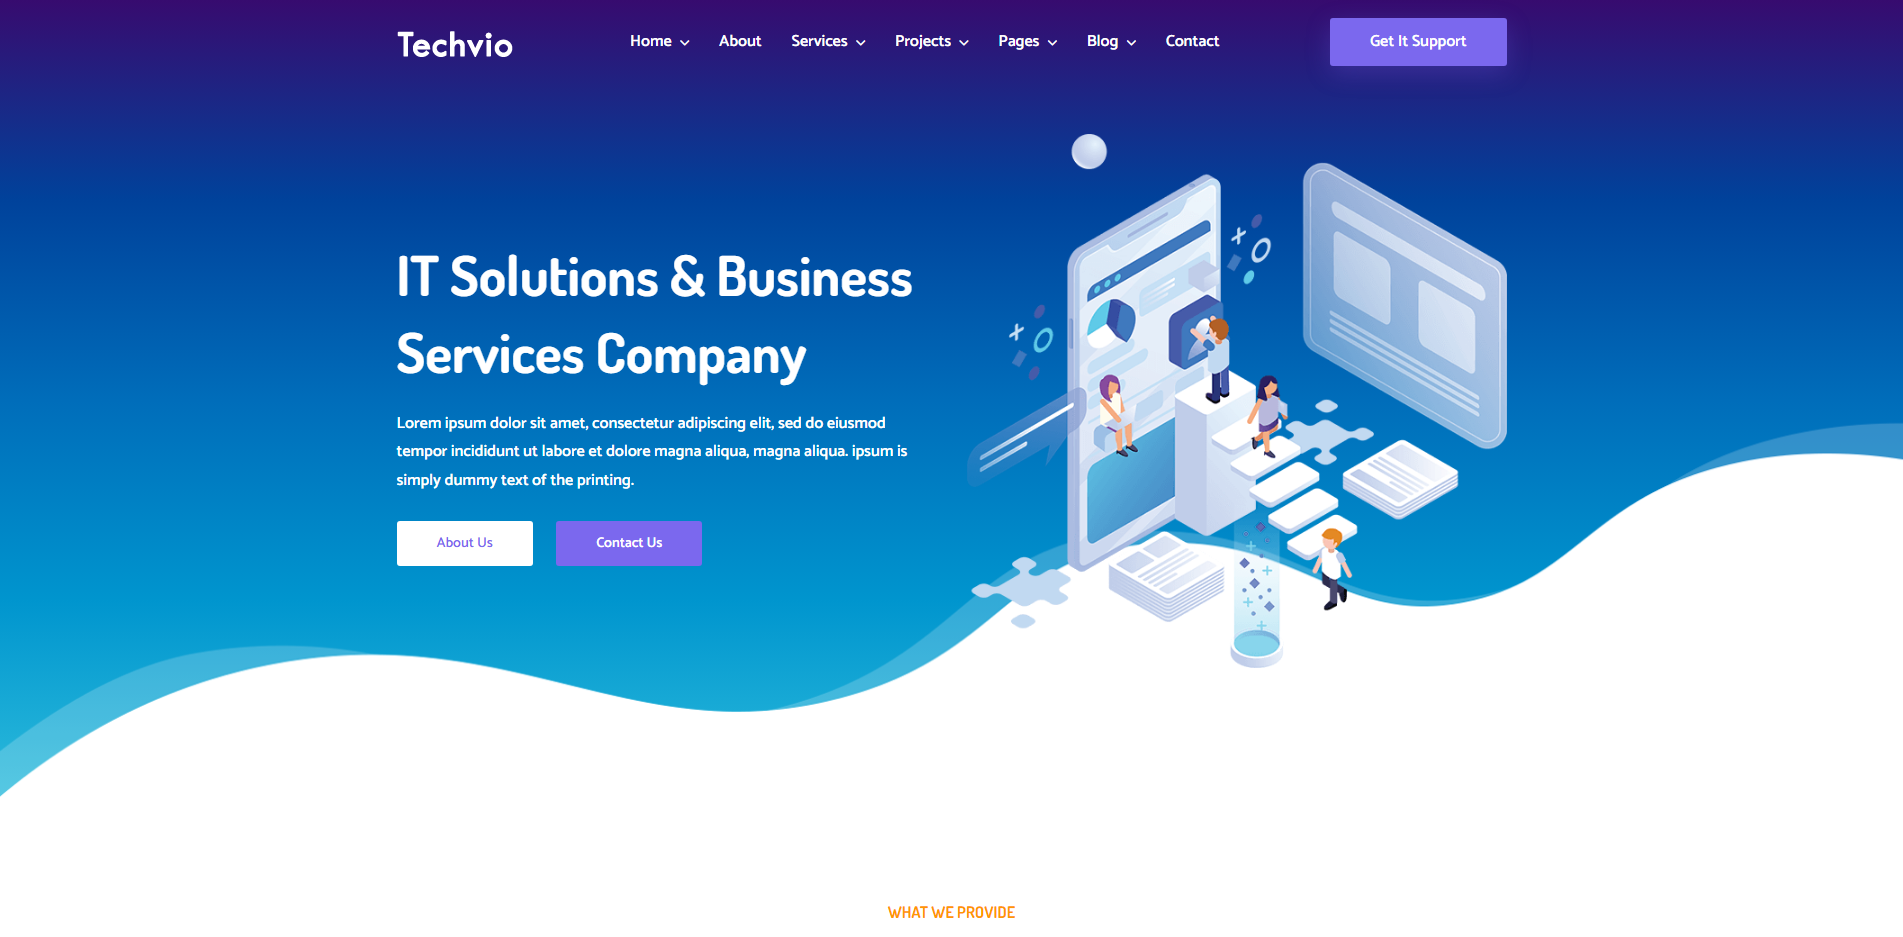 Techvio
Home About Services Projects Pages Blog Contact
Get It Support
IT Solutions & Business
Services Company
Lorem ipsum dolor sit amet, consectetur adipiscing elit, sed do eiusmod
tempor incididunt ut labore et dolore magna aliqua, magna aliqua. ipsum is
simply dummy text of the printing.
About Us
Contact Us
WHAT WE PROVIDE